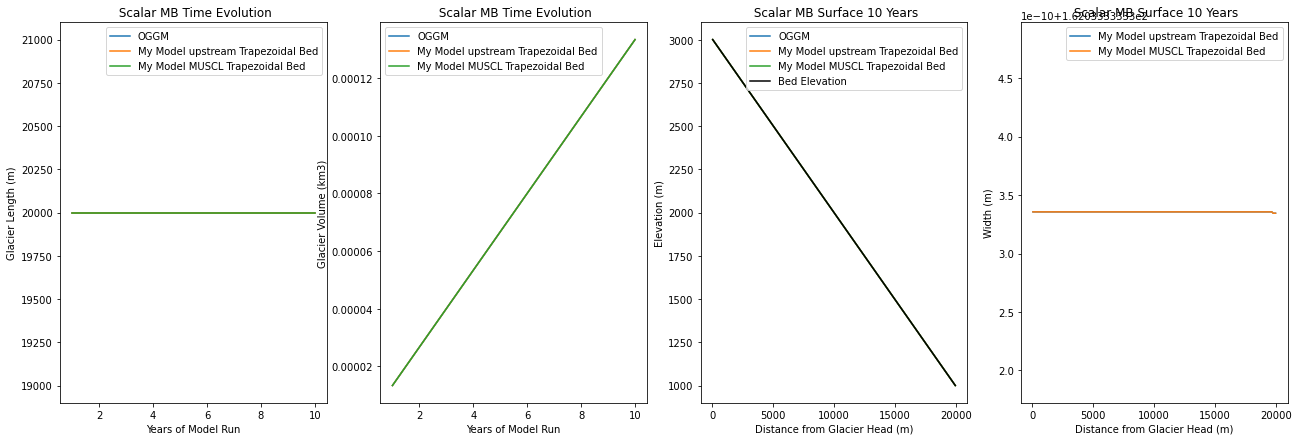 Scalar MB Time Evolution
21000
20750
20500
20250
20000
19750
19500
19250
19000
Glacier Length (m)
2
4
6
8
10
Years of Model Run
OGGM
My Model upstream Trapezoidal Bed
My Model MUSCL Trapezoidal Bed
Scalar MB Time Evolution
0.00012
0.00010
0.00008
0.00006
0.00004
0.00002
Glacier Volume (km3)
2
4
6
8
10
Years of Model Run
OGGM
My Model upstream Trapezoidal Bed
My Model MUSCL Trapezoidal Bed
Scalar MB Surface 10 Years
3000
2750
2500
2250
2000
1750
1500
1250
1000
Elevation (m)
0
5000
10000
15000
20000
Distance from Glacier Head (m)
OGGM
My Model upstream Trapezoidal Bed
My Model MUSCL Trapezoidal Bed
Bed Elevation
Scalar MB Surface 10 Years
1e−10+1.6203333333e2
4.5
4.0
3.5
3.0
2.5
2.0
Width (m)
0
5000
10000
15000
20000
Distance from Glacier Head (m)
My Model upstream Trapezoidal Bed
My Model MUSCL Trapezoidal Bed